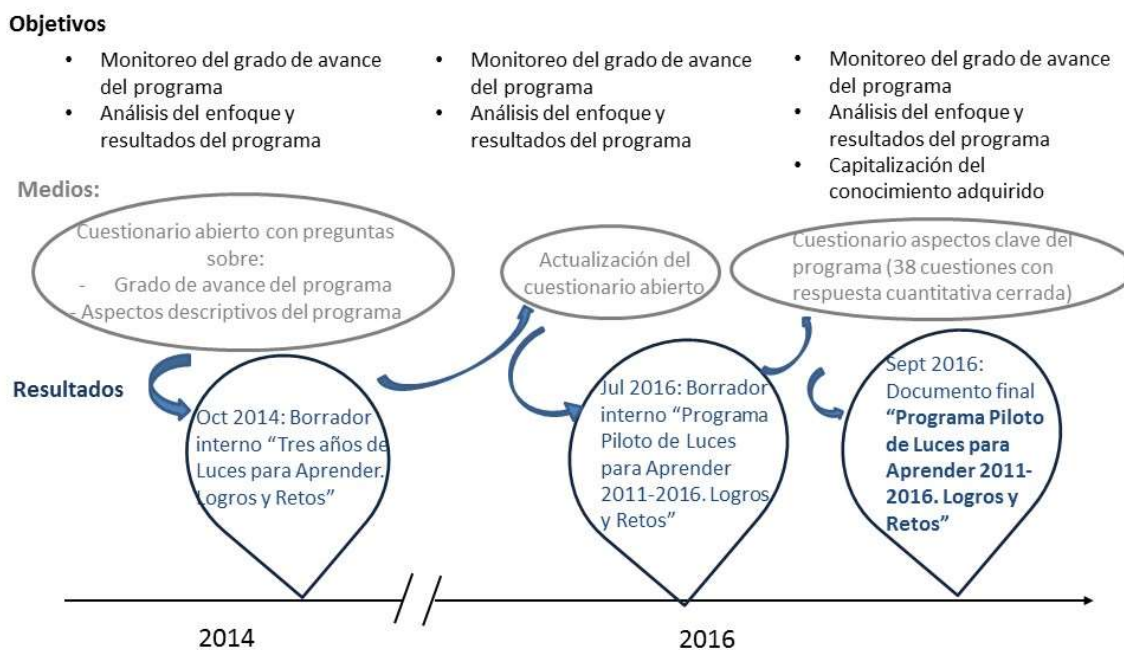 Objetivos
• Monitoreo del grado de avance
del programa
• Análisis del enfoque y
resultados del programa
• Monitoreo del grado de avance
del programa
• Análisis del enfoque y
resultados del programa
• Monitoreo del grado de avance
del programa
• Análisis del enfoque y
resultados del programa
• Capitalización del
conocimiento adquirido
Medios:
Cuestionario abierto con preguntas
sobre:
- Grado de avance del programa
- Aspectos descriptivos del programa
Actualización del
cuestionario abierto
Cuestionario aspectos clave del
programa (38 cuestiones con
respuesta cuantitativa cerrada)
Resultados
Oct 2014: Borrador
interno “Tres años de
Luces para Aprender.
Logros y Retos”
Jul 2016: Borrador
interno “Programa
Piloto de Luces
para Aprender
2011-2016. Logros
y Retos”
Sept 2016:
Documento final
“Programa Piloto
de Luces para
Aprender 2011-
2016. Logros y
Retos”
2014
2016